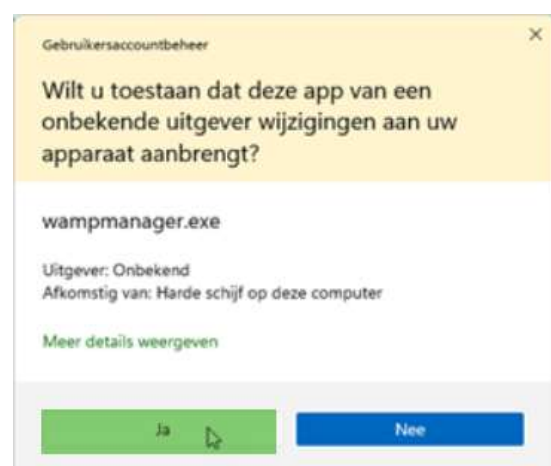 Gebruikersaccountbeheer
Wilt u toestaan dat deze app van een
onbekende uitgever wijzigingen aan uw
apparaat aanbrengt?
wampmanager.exe
Uitgever: Onbekend
Afkomstig van: Harde schijf op deze computer
Meer details weergeven
Ja
Nee